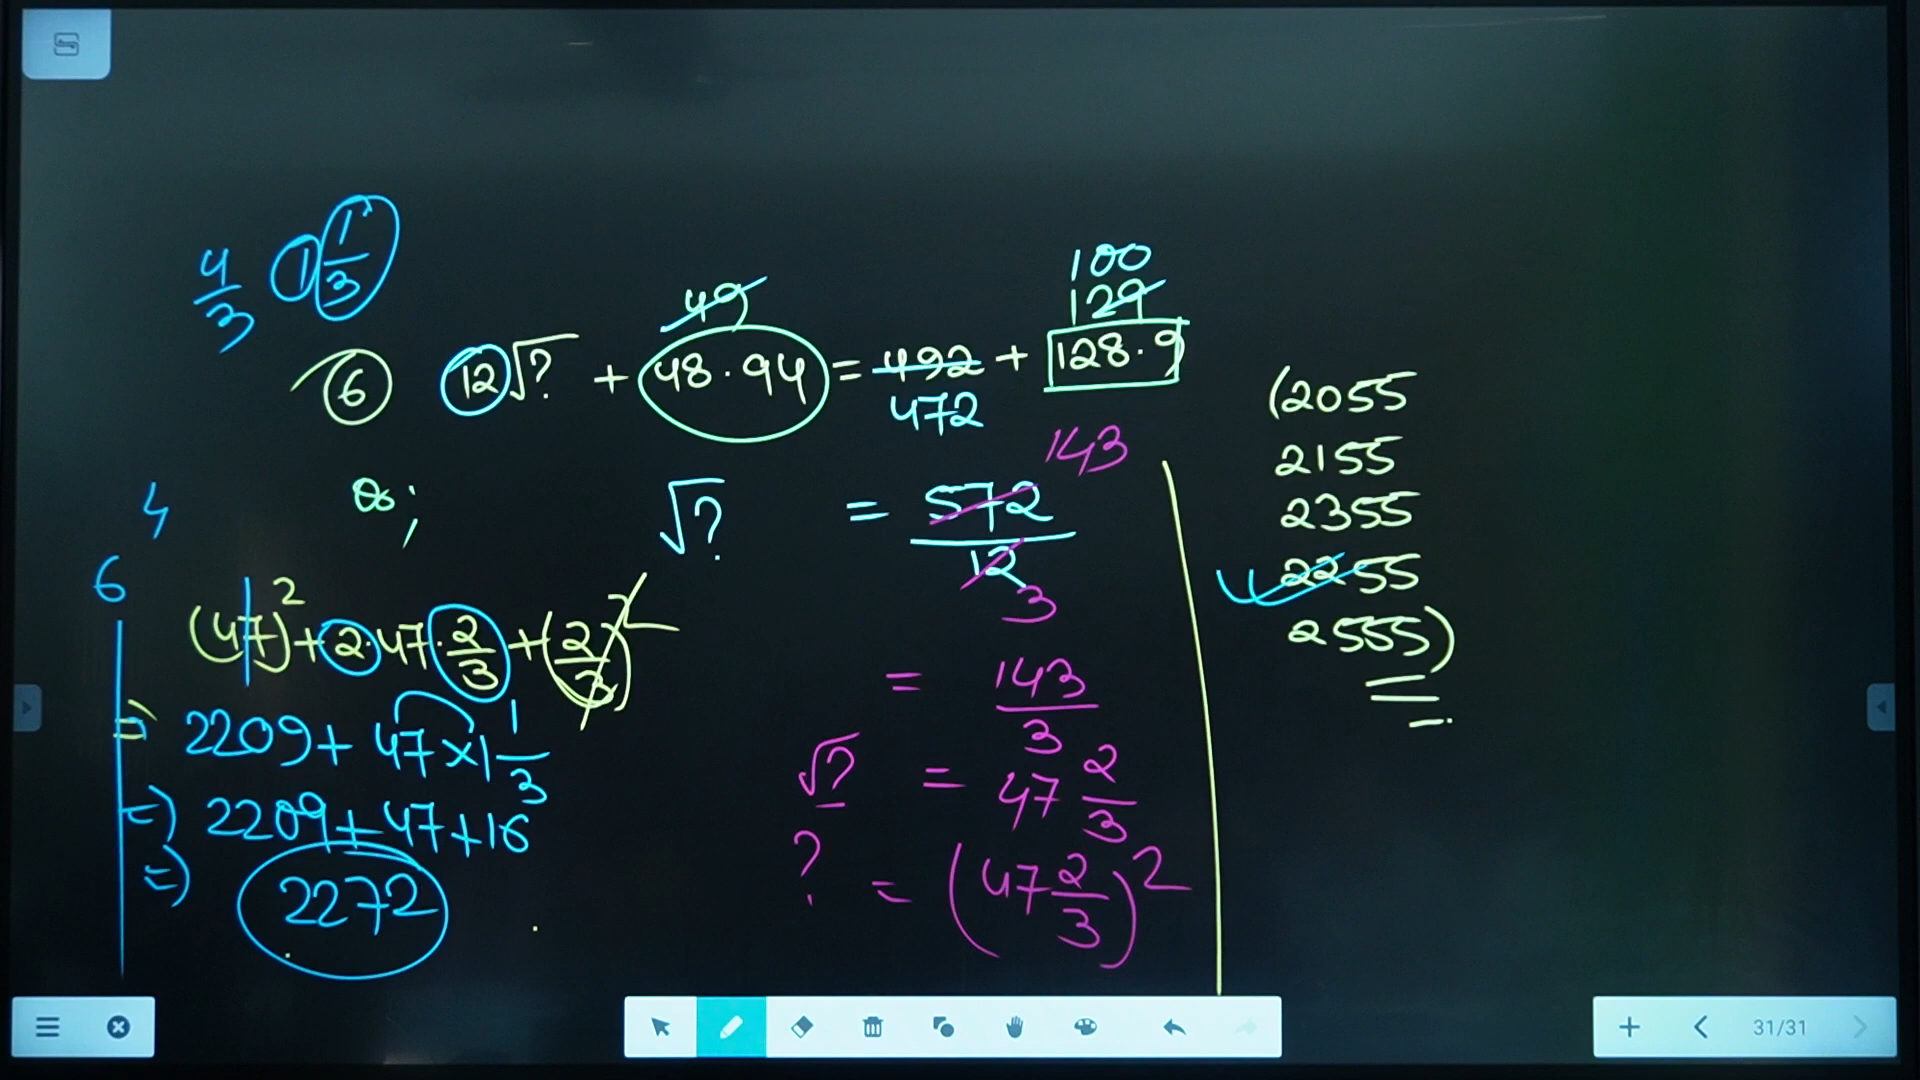 4/3 1 1/3
49
100
129
6 12√? + 48.94 = 492 + 128.9
472
143
√? = 572/12
3
= 143/3
√? = 47 2/3
? = (47 2/3)²
4
6
(47)² + 2·47·2/3 + (2/3)²
⇒ 2209 + 47 × 1 1/3
=) 2209 + 47 + 16
=) 2272
(2055
2155
2355
2255
2555)
31/31